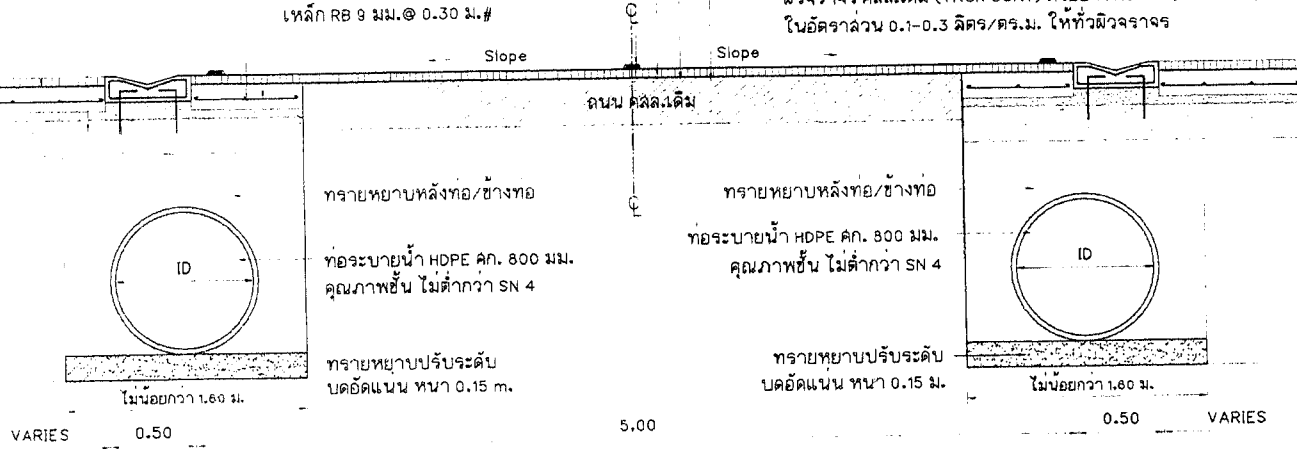 เหล็ก RB 9 มม.@ 0.30 ม.#
ในอัตราส่วน 0.1-0.3 ลิตร/ตร.ม. ให้ทั่วผิวจราจร
Slope
Slope
ถนน คสล.เดิม
ทรายหยาบหลังท่อ/ข้างท่อ
ทรายหยาบหลังท่อ/ข้างท่อ
ท่อระบายน้ำ HDPE ศก. 800 มม.
คุณภาพชั้น ไม่ต่ำกว่า SN 4
ท่อระบายน้ำ HDPE ศก. 800 มม.
คุณภาพชั้น ไม่ต่ำกว่า SN 4
ID
ID
ทรายหยาบปรับระดับ
บดอัดแน่น หนา 0.15 m.
ทรายหยาบปรับระดับ
บดอัดแน่น หนา 0.15 ม.
ไม่น้อยกว่า 1.60 ม.
ไม่น้อยกว่า 1.60 ม.
VARIES
0.50
5.00
0.50
VARIES